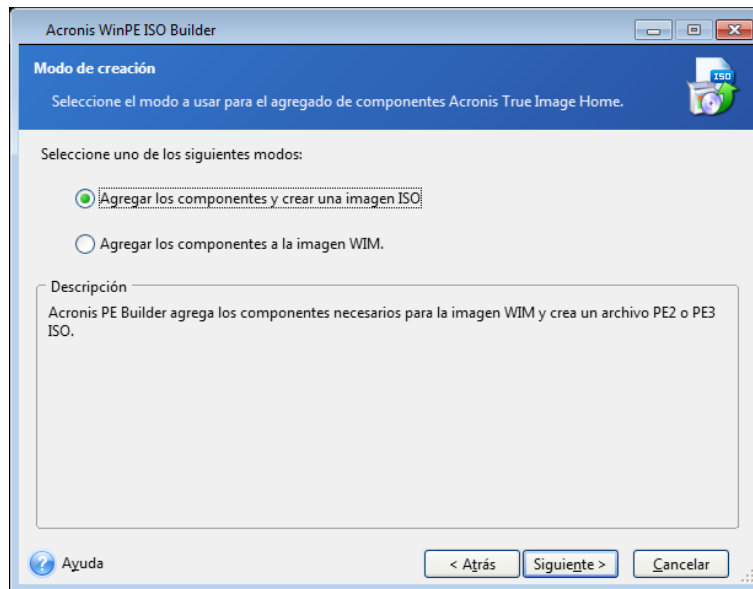 Acronis WinPE ISO Builder
Modo de creación
Seleccione el modo a usar para el agregado de componentes Acronis True Image Home.
ISO
Seleccione uno de los siguientes modos:
Agregar los componentes y crear una imagen ISO
Agregar los componentes a la imagen WIM.
Descripción
Acronis PE Builder agrega los componentes necesarios para la imagen WIM y crea un archivo PE2 o PE3
ISO.
? Ayuda
< Atrás
Siguiente >
Cancelar